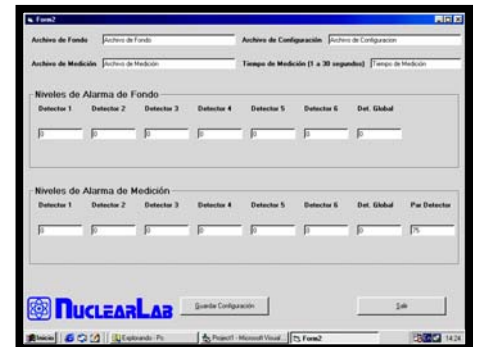 Form2
Archivo de Fondo Archivo de Fondo Archivo de Configuración Archivo de Configuracion
Archivo de Medición Archivo de Medición Tiempo de Medición (1 a 30 segundos) Tiempo de Medición
Niveles de Alarma de Fondo
Detector 1 Detector 2 Detector 3 Detector 4 Detector 5 Detector 6 Det. Global
0 0 0 0 0 0 0
Niveles de Alarma de Medición
Detector 1 Detector 2 Detector 3 Detector 4 Detector 5 Detector 6 Det. Global Par Detector
0 0 0 0 0 0 0 75
NUCLEARLAB Guardar Configuración Salir
Inicio Explorando - Pc Project1 - Microsoft Visual ... Form2 14:24